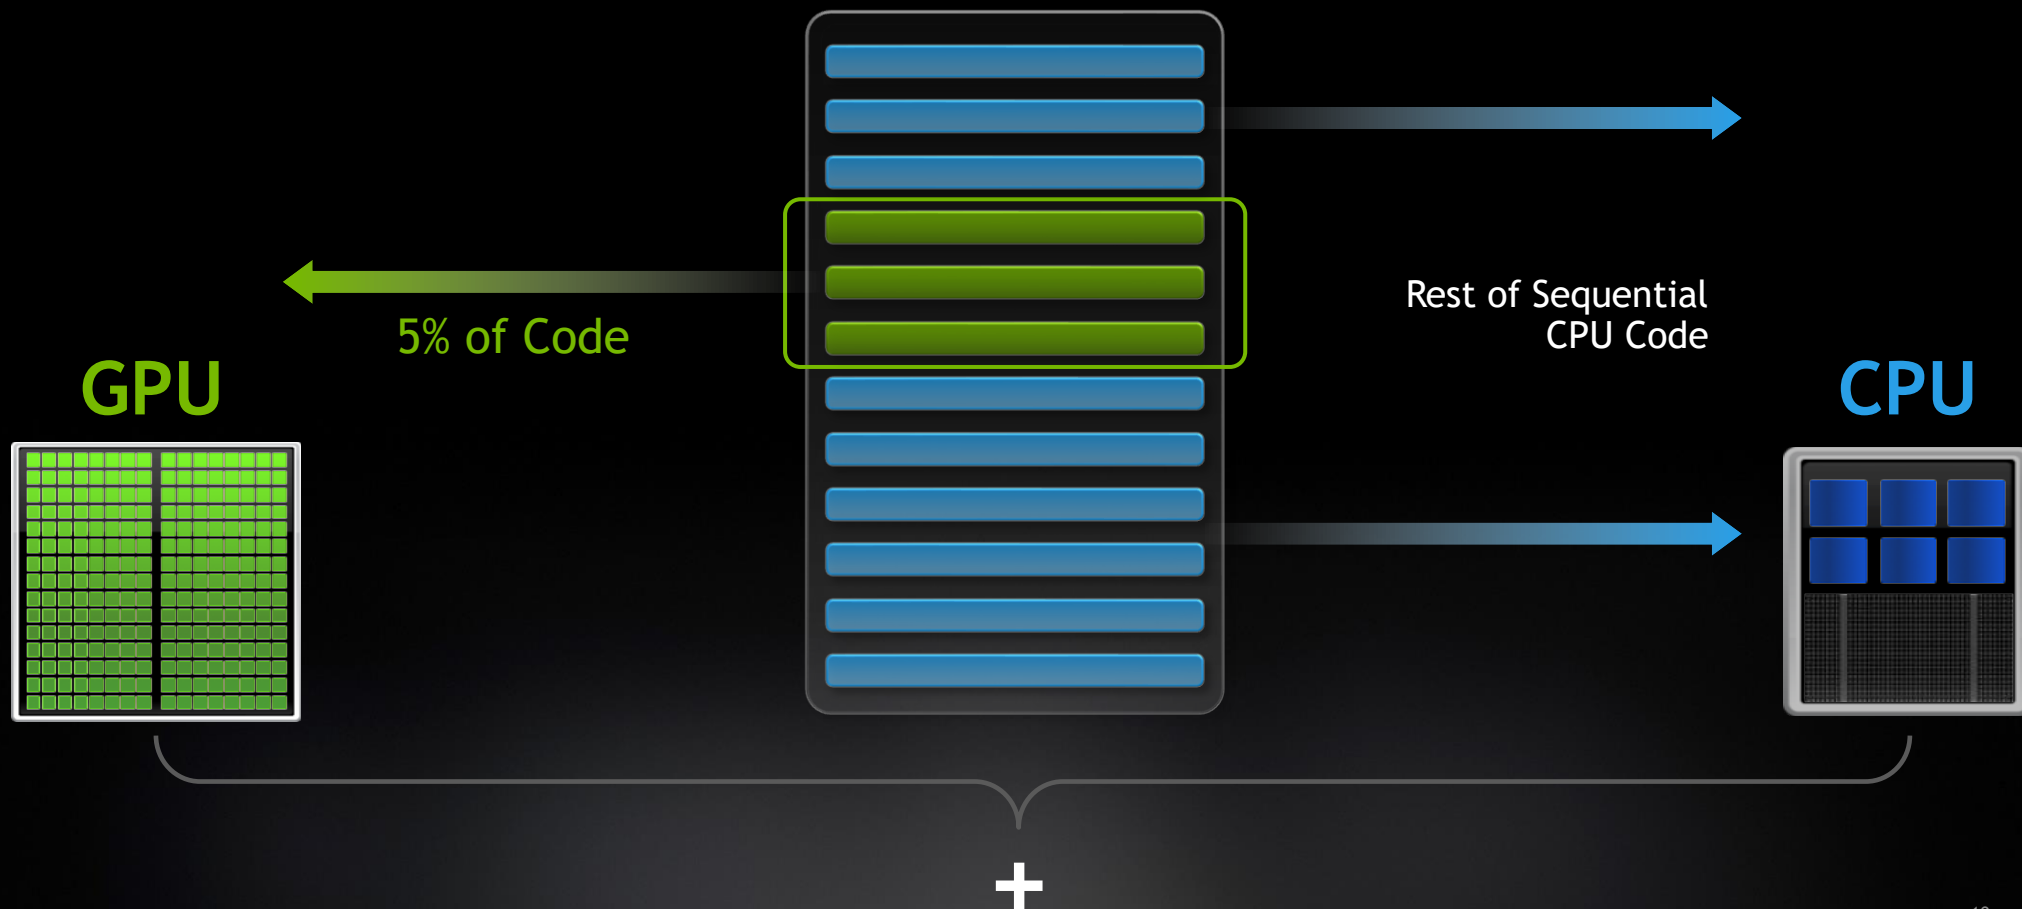 5% of Code
GPU
Rest of Sequential
CPU Code
CPU
+